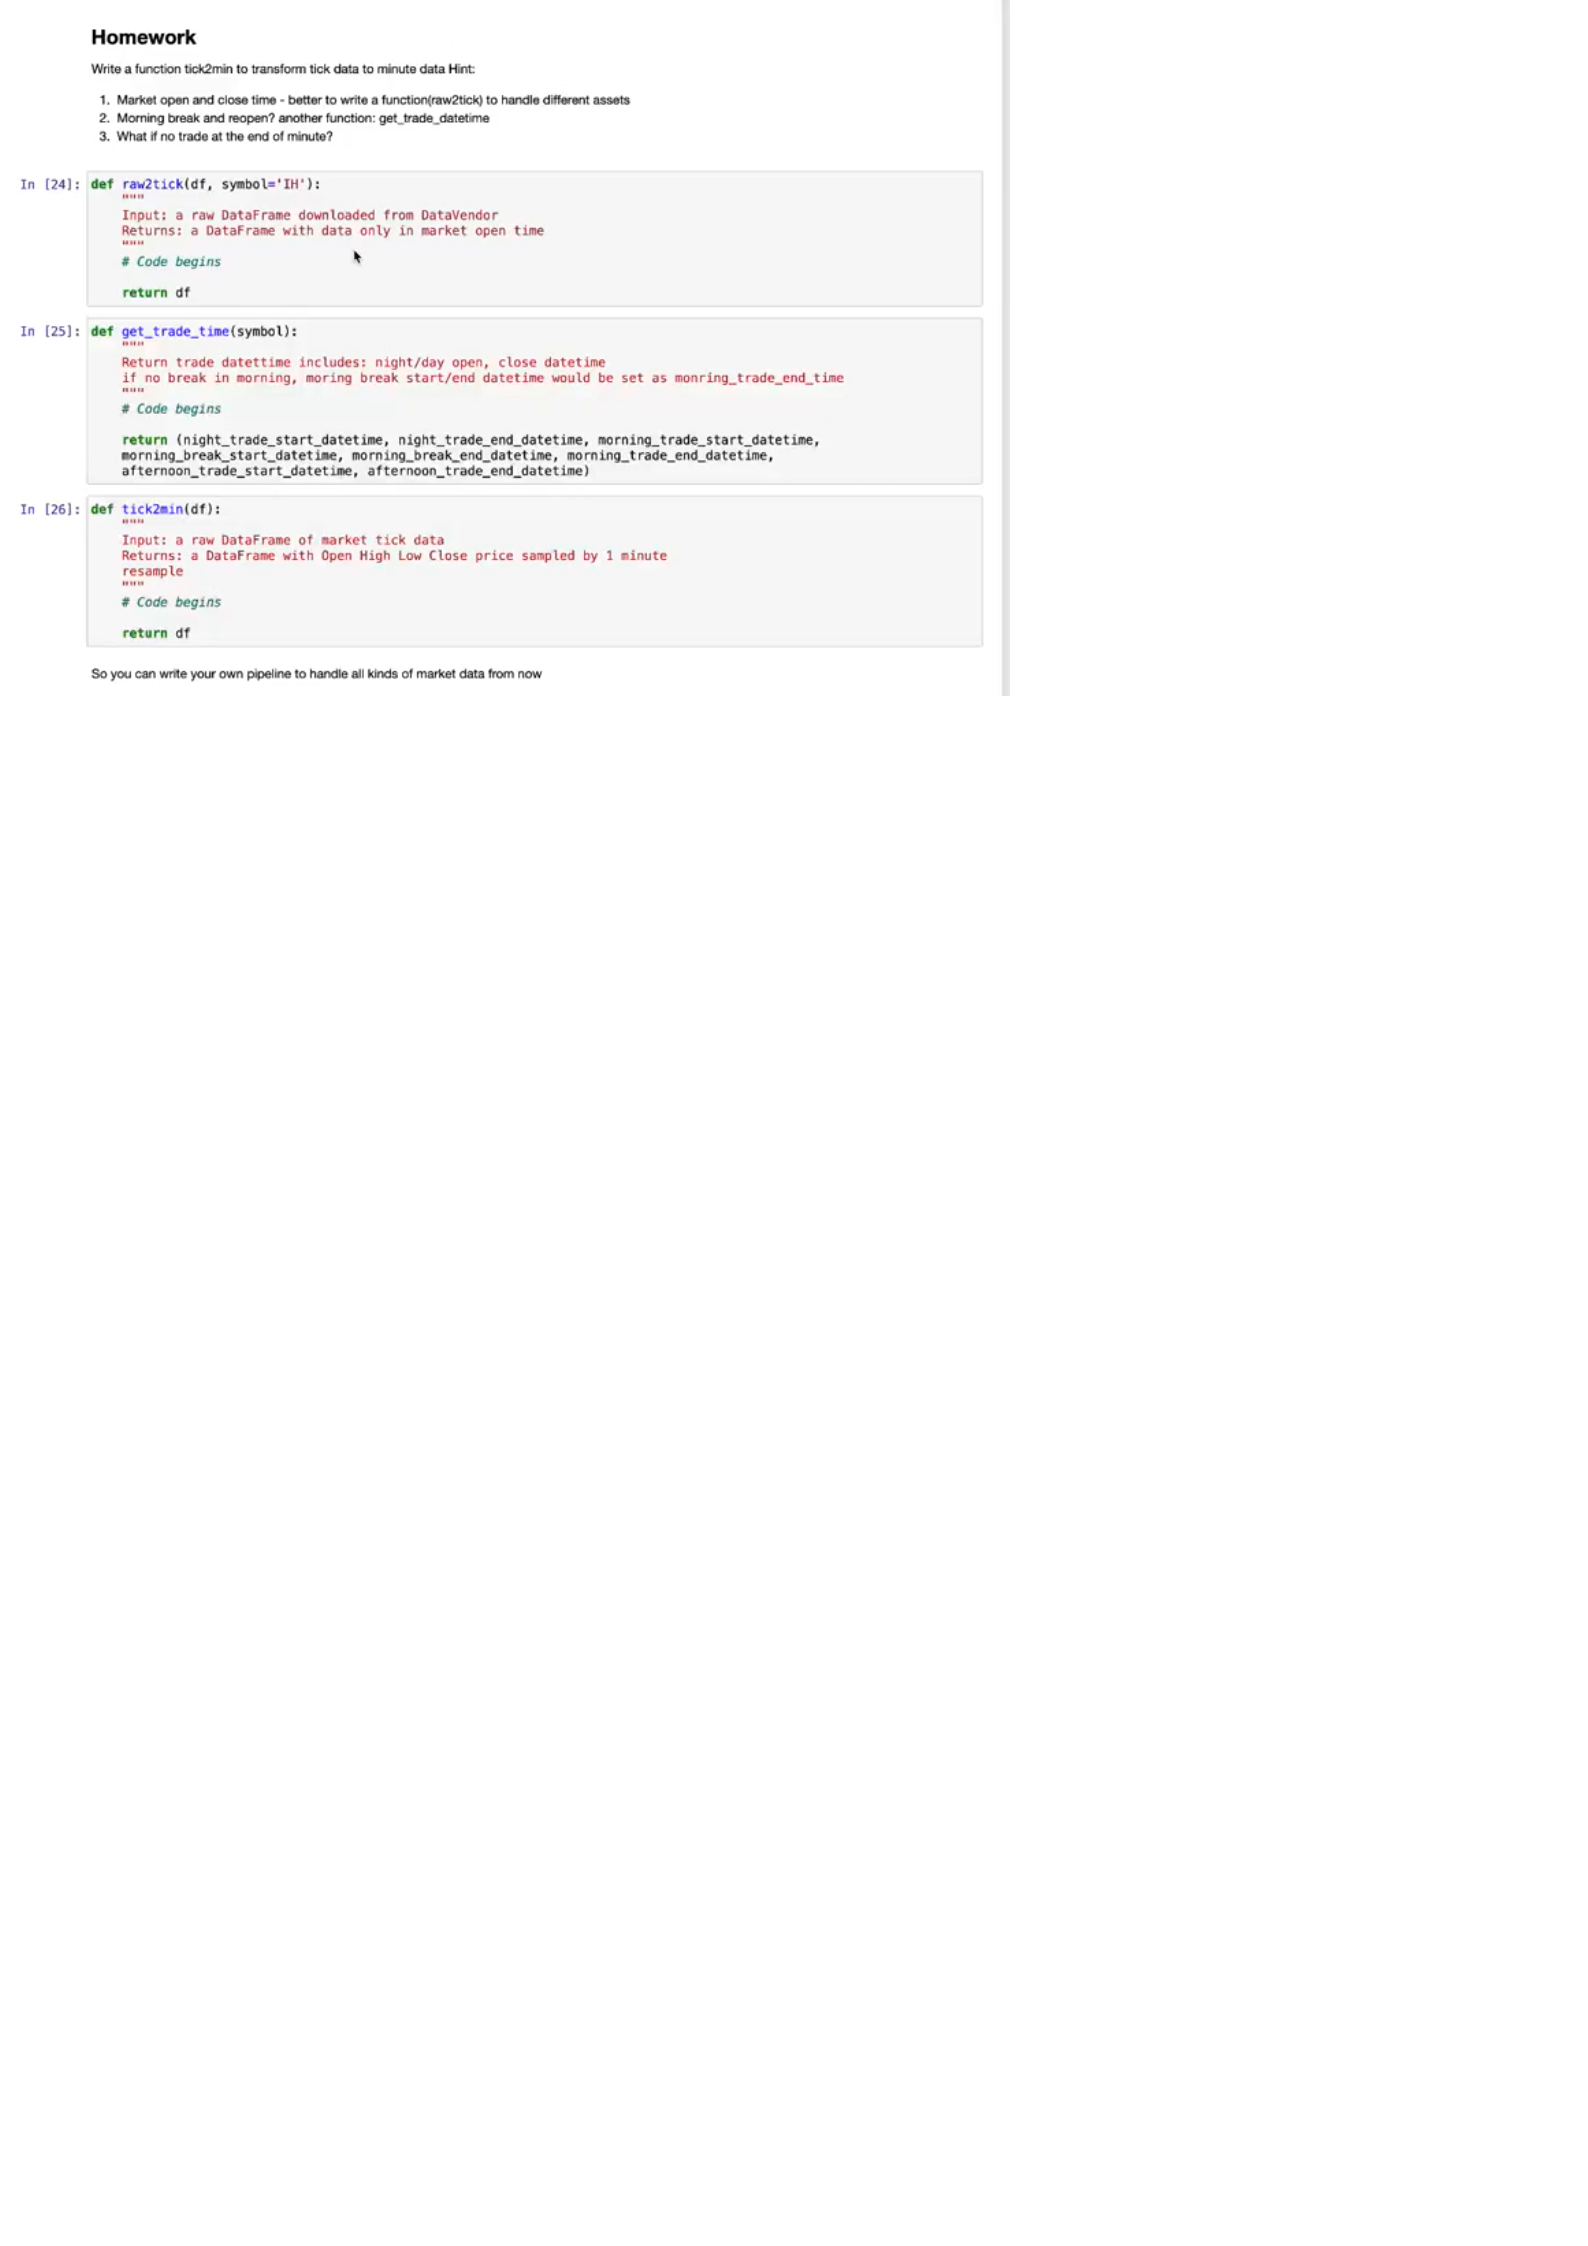 Homework
Write a function tick2min to transform tick data to minute data Hint:
1. Market open and close time - better to write a function(raw2tick) to handle different assets
2. Morning break and reopen? another function: get_trade_datetime
3. What if no trade at the end of minute?
In [24]: def raw2tick(df, symbol='IH'):
"""
Input: a raw DataFrame downloaded from DataVendor
Returns: a DataFrame with data only in market open time
"""
# Code begins
return df
In [25]: def get_trade_time(symbol):
"""
Return trade datettime includes: night/day open, close datetime
if no break in morning, moring break start/end datetime would be set as monring_trade_end_time
"""
# Code begins
return (night_trade_start_datetime, night_trade_end_datetime, morning_trade_start_datetime,
morning_break_start_datetime, morning_break_end_datetime, morning_trade_end_datetime,
afternoon_trade_start_datetime, afternoon_trade_end_datetime)
In [26]: def tick2min(df):
"""
Input: a raw DataFrame of market tick data
Returns: a DataFrame with Open High Low Close price sampled by 1 minute
resample
"""
# Code begins
return df
So you can write your own pipeline to handle all kinds of market data from now